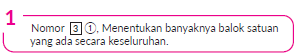 1
Nomor 3 ①, Menentukan banyaknya balok satuan
yang ada secara keseluruhan.